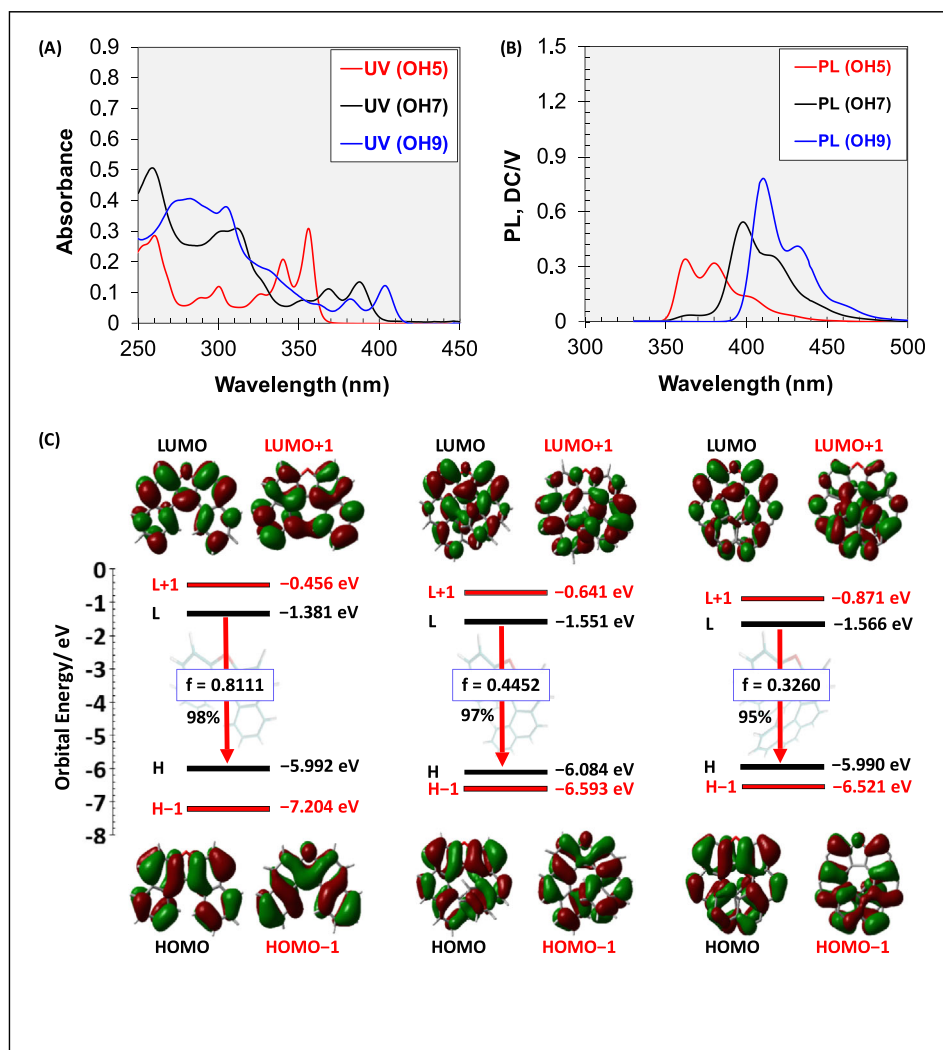 (A)
0.9
0.8
0.7
0.6
0.5
0.4
0.3
0.2
0.1
0
Absorbance
UV (OH5)
UV (OH7)
UV (OH9)
250 300 350 400 450
Wavelength (nm)
(B)
1.5
1.2
0.9
0.6
0.3
0
PL, DC/V
PL (OH5)
PL (OH7)
PL (OH9)
300 350 400 450 500
Wavelength (nm)
(C)
LUMO LUMO+1 LUMO LUMO+1 LUMO LUMO+1
Orbital Energy/ eV
0
-1
-2
-3
-4
-5
-6
-7
-8
L+1 −0.456 eV
L −1.381 eV
f = 0.8111
98%
H −5.992 eV
H−1 −7.204 eV
L+1 −0.641 eV
L −1.551 eV
f = 0.4452
97%
H −6.084 eV
H−1 −6.593 eV
L+1 −0.871 eV
L −1.566 eV
f = 0.3260
95%
H −5.990 eV
H−1 −6.521 eV
HOMO HOMO−1 HOMO HOMO−1 HOMO HOMO−1